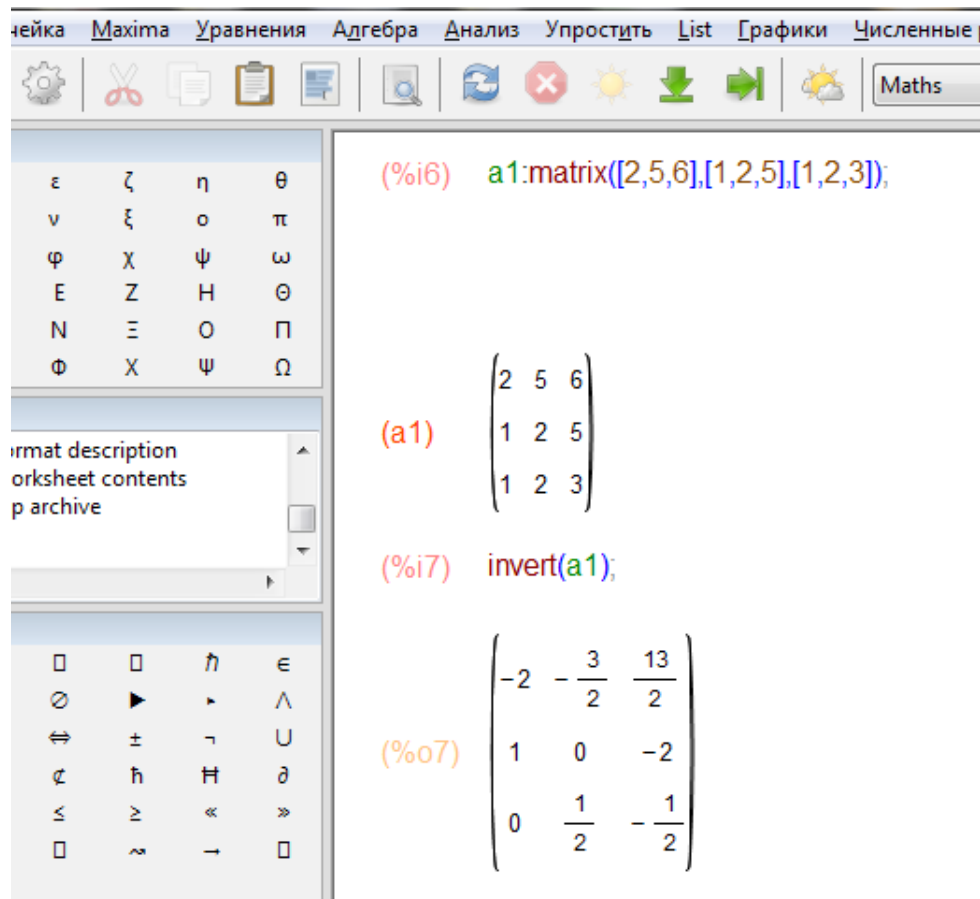 чейка Maxima Уравнения Алгебра Анализ Упростить List Графики Численные
Maths
ε ζ η θ
ν ξ ο π
φ χ ψ ω
Ε Ζ Η Θ
Ν Ξ Ο Π
Φ Χ Ψ Ω
ormat description
orksheet contents
p archive
ℏ ∈
∅ ▶ ▸ ∧
⇔ ± ¬ ∪
⊄ ħ Ħ ∂
≤ ≥ ≪ ≫
↝ →
(%i6) a1:matrix([2,5,6],[1,2,5],[1,2,3]);
2 5 6
(a1) 1 2 5
1 2 3
(%i7) invert(a1);
−2 −3/2 13/2
(%o7) 1 0 −2
0 1/2 −1/2